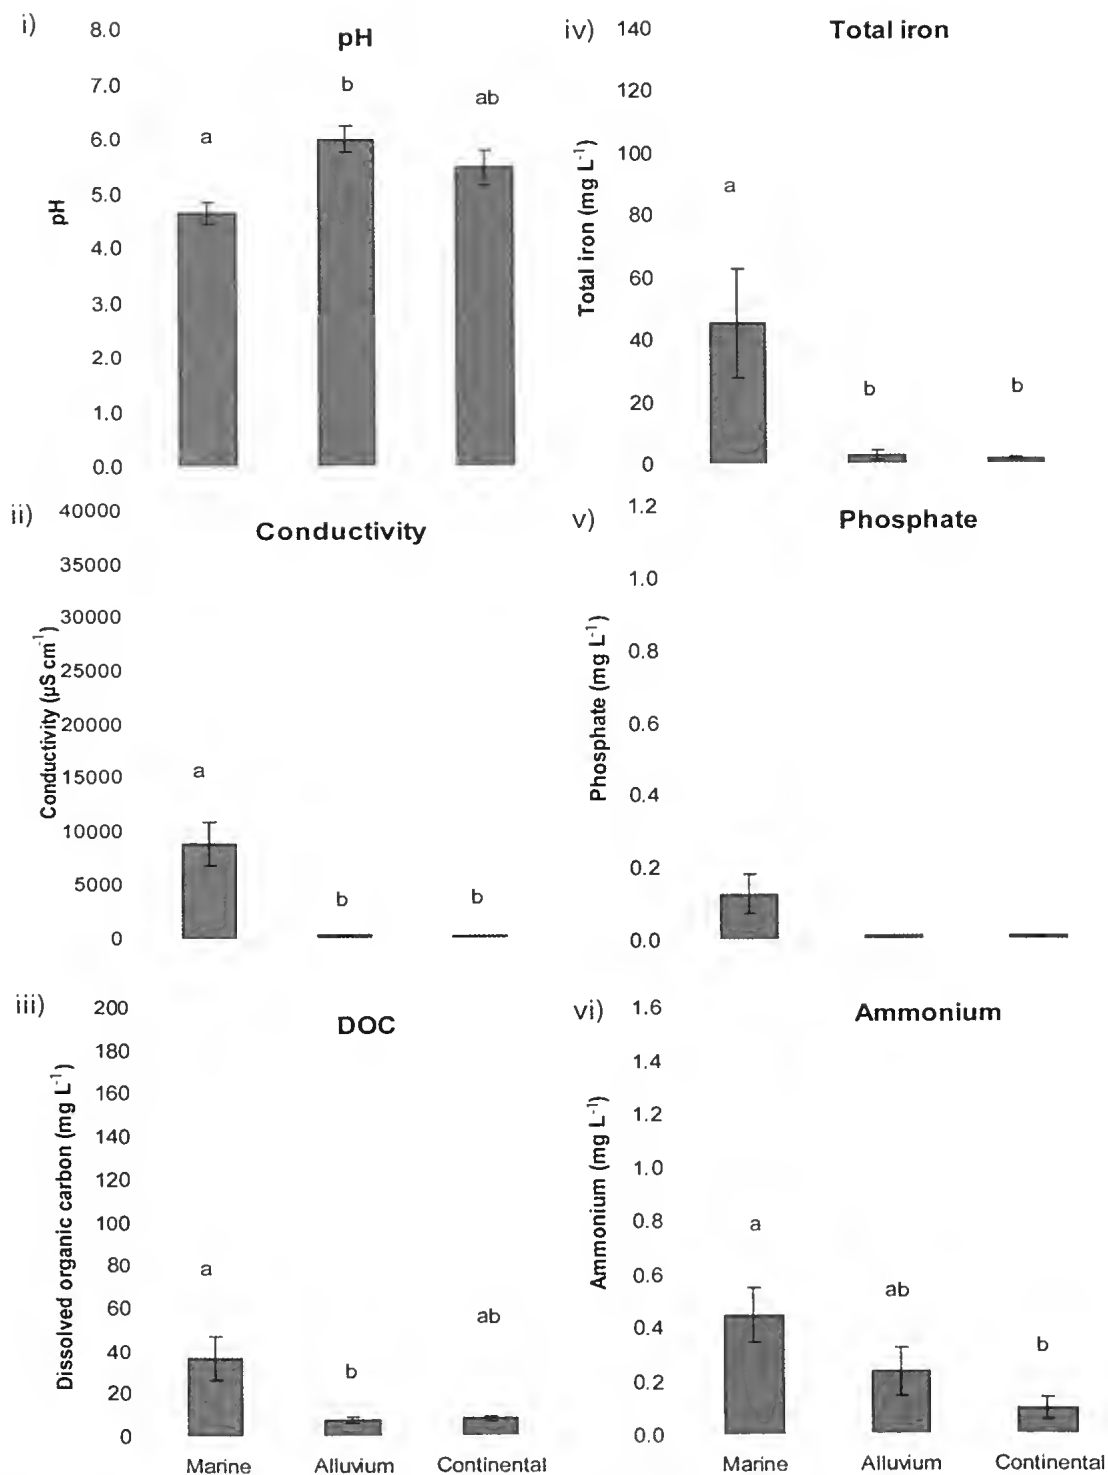 i)
pH
8.0
7.0
6.0
5.0
4.0
3.0
2.0
1.0
0.0
pH
a
b
ab
ii)
Conductivity
40000
35000
30000
25000
20000
15000
10000
5000
0
Conductivity (µS cm⁻¹)
a
b
b
iii)
DOC
200
180
160
140
120
100
80
60
40
20
0
Dissolved organic carbon (mg L⁻¹)
a
b
ab
Marine
Alluvium
Continental
iv)
Total iron
140
120
100
80
60
40
20
0
Total iron (mg L⁻¹)
a
b
b
v)
Phosphate
1.2
1.0
0.8
0.6
0.4
0.2
0.0
Phosphate (mg L⁻¹)
vi)
Ammonium
1.6
1.4
1.2
1.0
0.8
0.6
0.4
0.2
0.0
Ammonium (mg L⁻¹)
a
ab
b
Marine
Alluvium
Continental